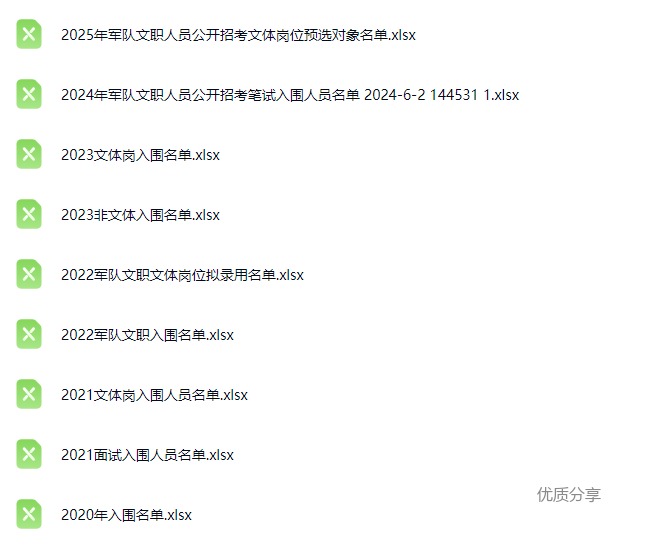 2025年军队文职人员公开招考文体岗位预选对象名单.xlsx
2024年军队文职人员公开招考笔试入围人员名单 2024-6-2 144531 1.xlsx
2023文体岗入围名单.xlsx
2023非文体入围名单.xlsx
2022军队文职文体岗位拟录用名单.xlsx
2022军队文职入围名单.xlsx
2021文体岗入围人员名单.xlsx
2021面试入围人员名单.xlsx
优质分享
2020年入围名单.xlsx